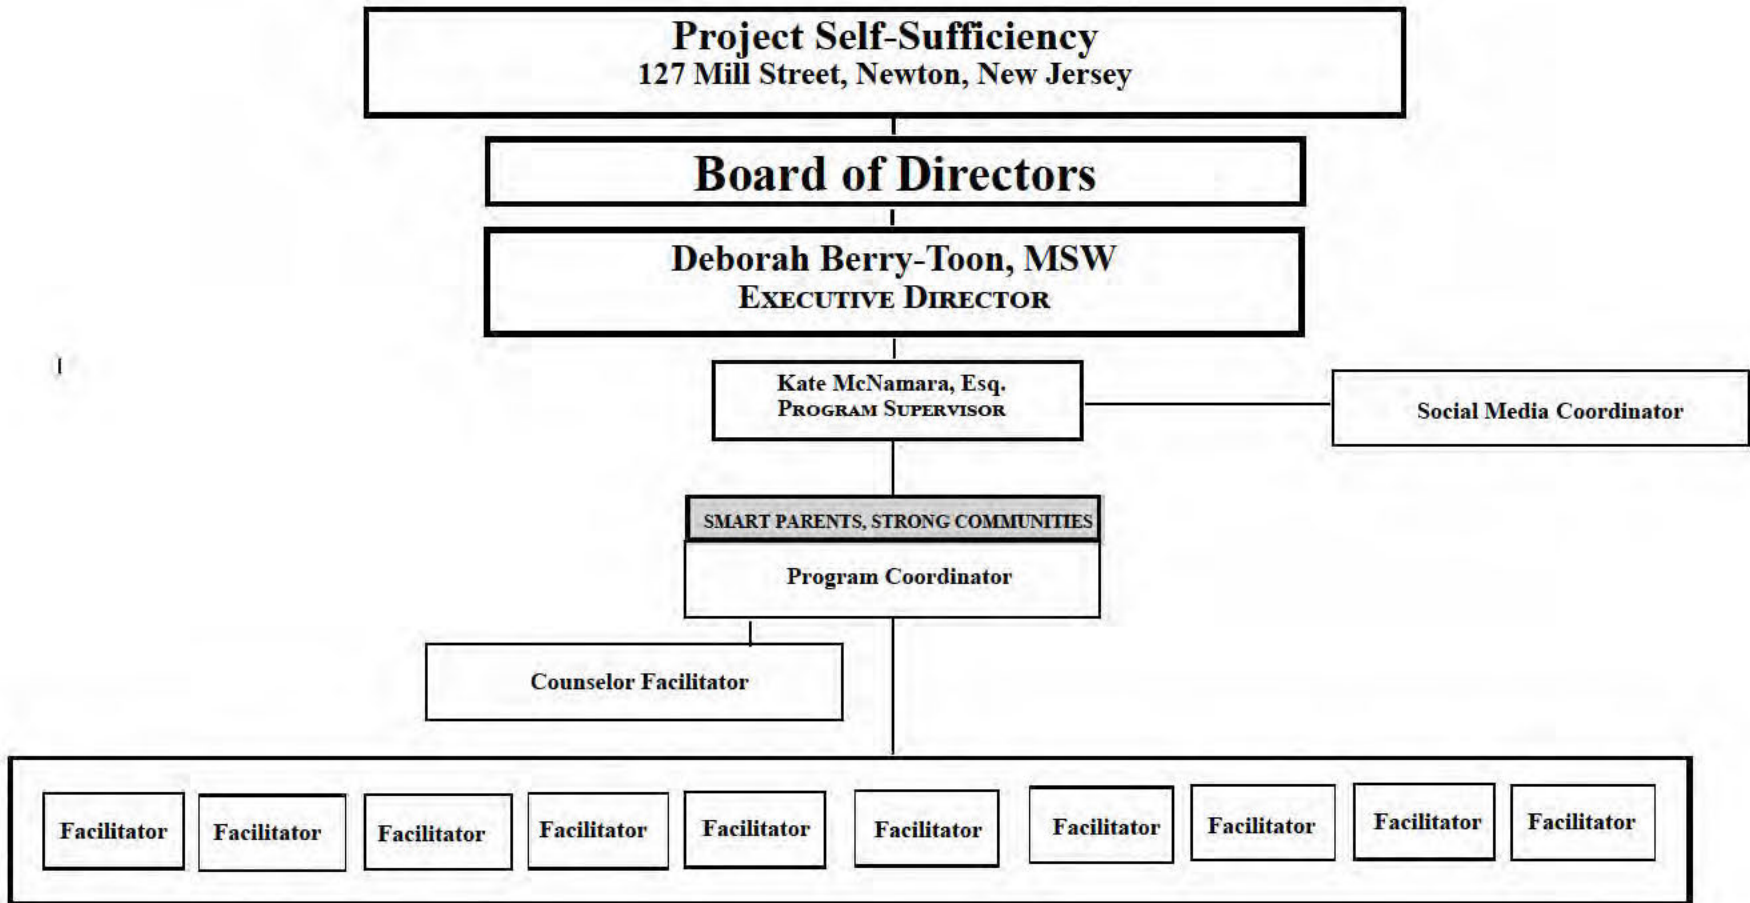 Project Self-Sufficiency
127 Mill Street, Newton, New Jersey
Board of Directors
Deborah Berry-Toon, MSW
EXECUTIVE DIRECTOR
Kate McNamara, Esq.
PROGRAM SUPERVISOR
Social Media Coordinator
SMART PARENTS, STRONG COMMUNITIES
Program Coordinator
Counselor Facilitator
Facilitator
Facilitator
Facilitator
Facilitator
Facilitator
Facilitator
Facilitator
Facilitator
Facilitator
Facilitator